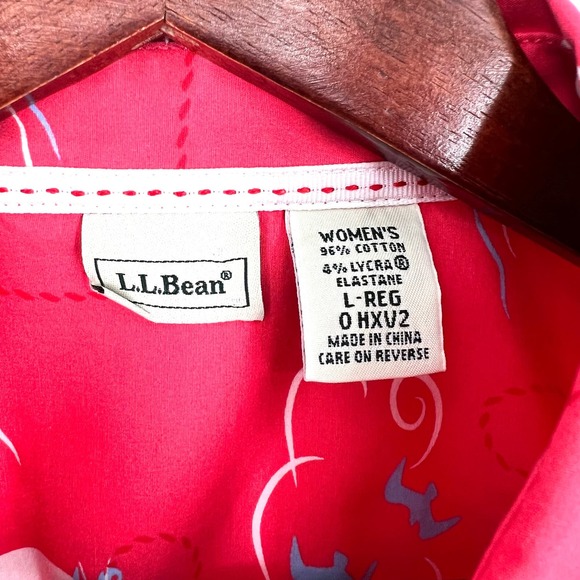 L.L.Bean®
WOMEN'S
96% COTTON
4% LYCRA®
ELASTANE
L-REG
0 HXV2
MADE IN CHINA
CARE ON REVERSE